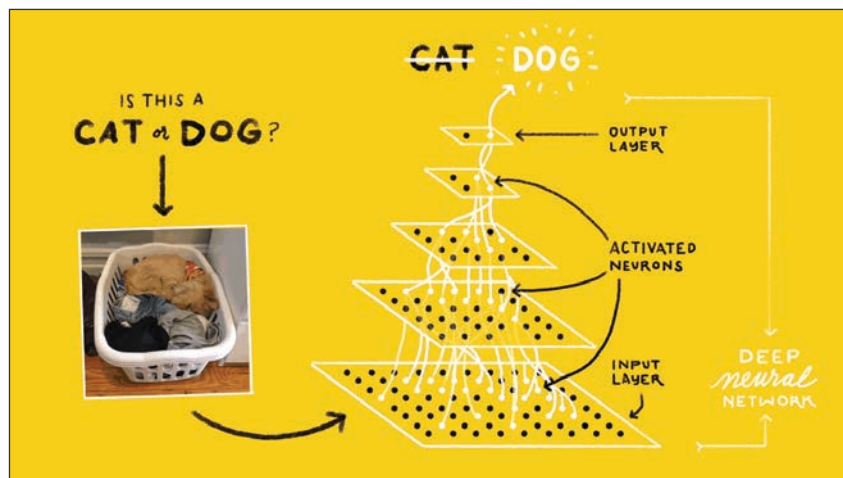 IS THIS A
CAT or DOG?
CAT DOG
OUTPUT
LAYER
ACTIVATED
NEURONS
INPUT
LAYER
DEEP
neural
NETWORK